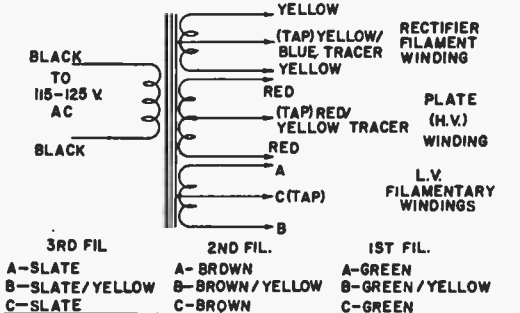 YELLOW
(TAP) YELLOW/
BLUE TRACER
YELLOW
RECTIFIER
FILAMENT
WINDING
BLACK
TO
115-125 V.
AC
BLACK
RED
(TAP) RED/
YELLOW TRACER
RED
PLATE
(H.V.)
WINDING
A
C (TAP)
B
L.V.
FILAMENTARY
WINDINGS
3RD FIL
A-SLATE
B-SLATE/YELLOW
C-SLATE
2ND FIL.
A-BROWN
B-BROWN/YELLOW
C-BROWN
1ST FIL.
A-GREEN
B-GREEN/YELLOW
C-GREEN